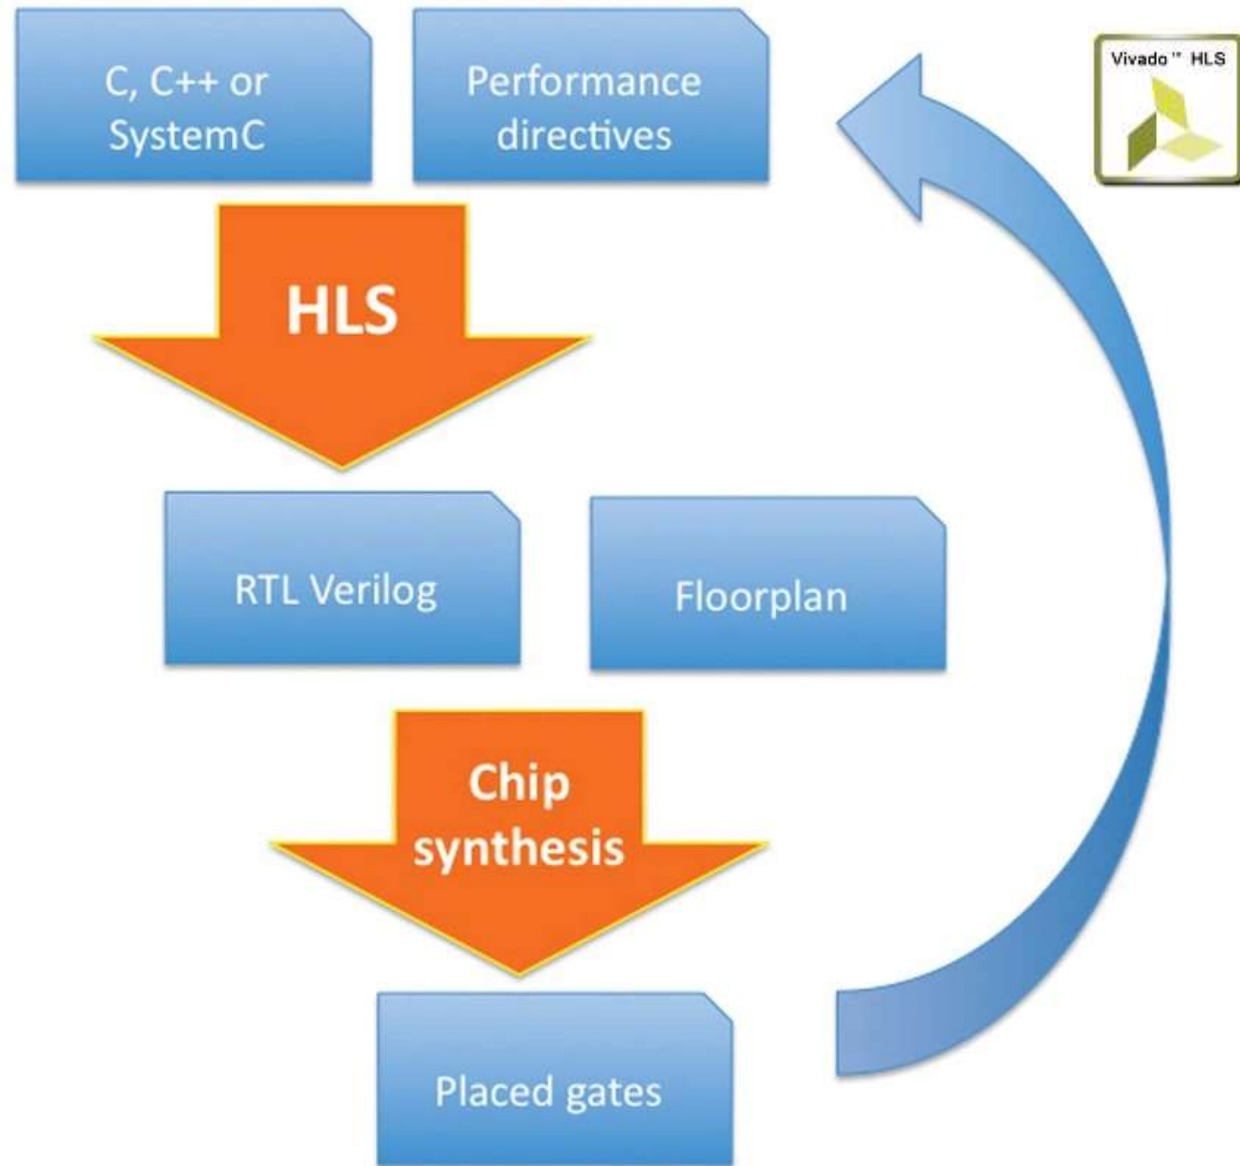 C, C++ or
SystemC
Performance
directives
Vivado™ HLS
HLS
RTL Verilog
Floorplan
Chip
synthesis
Placed gates